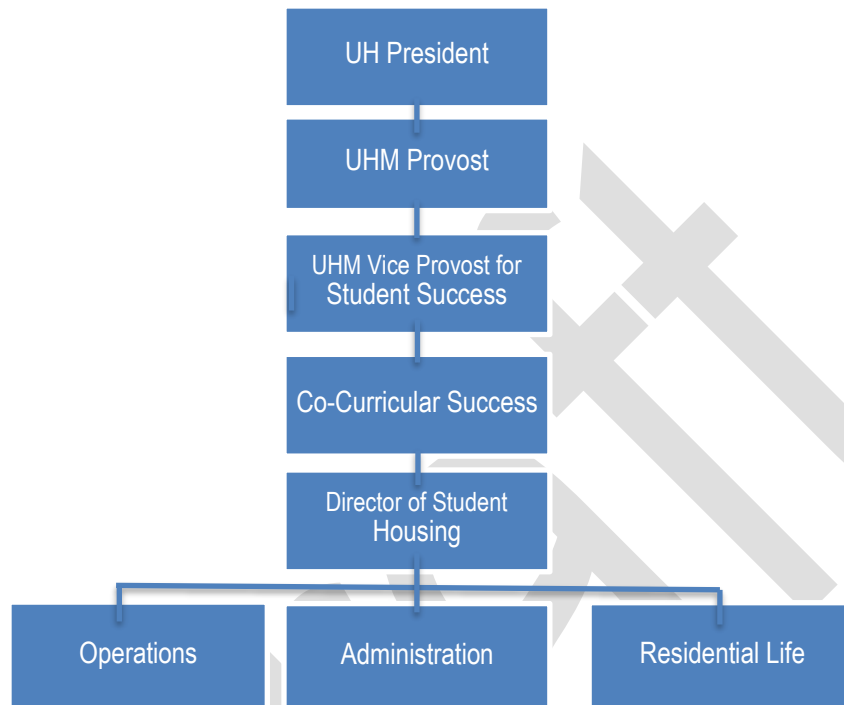 UH President
UHM Provost
UHM Vice Provost for
Student Success
Co-Curricular Success
Director of Student
Housing
Operations
Administration
Residential Life